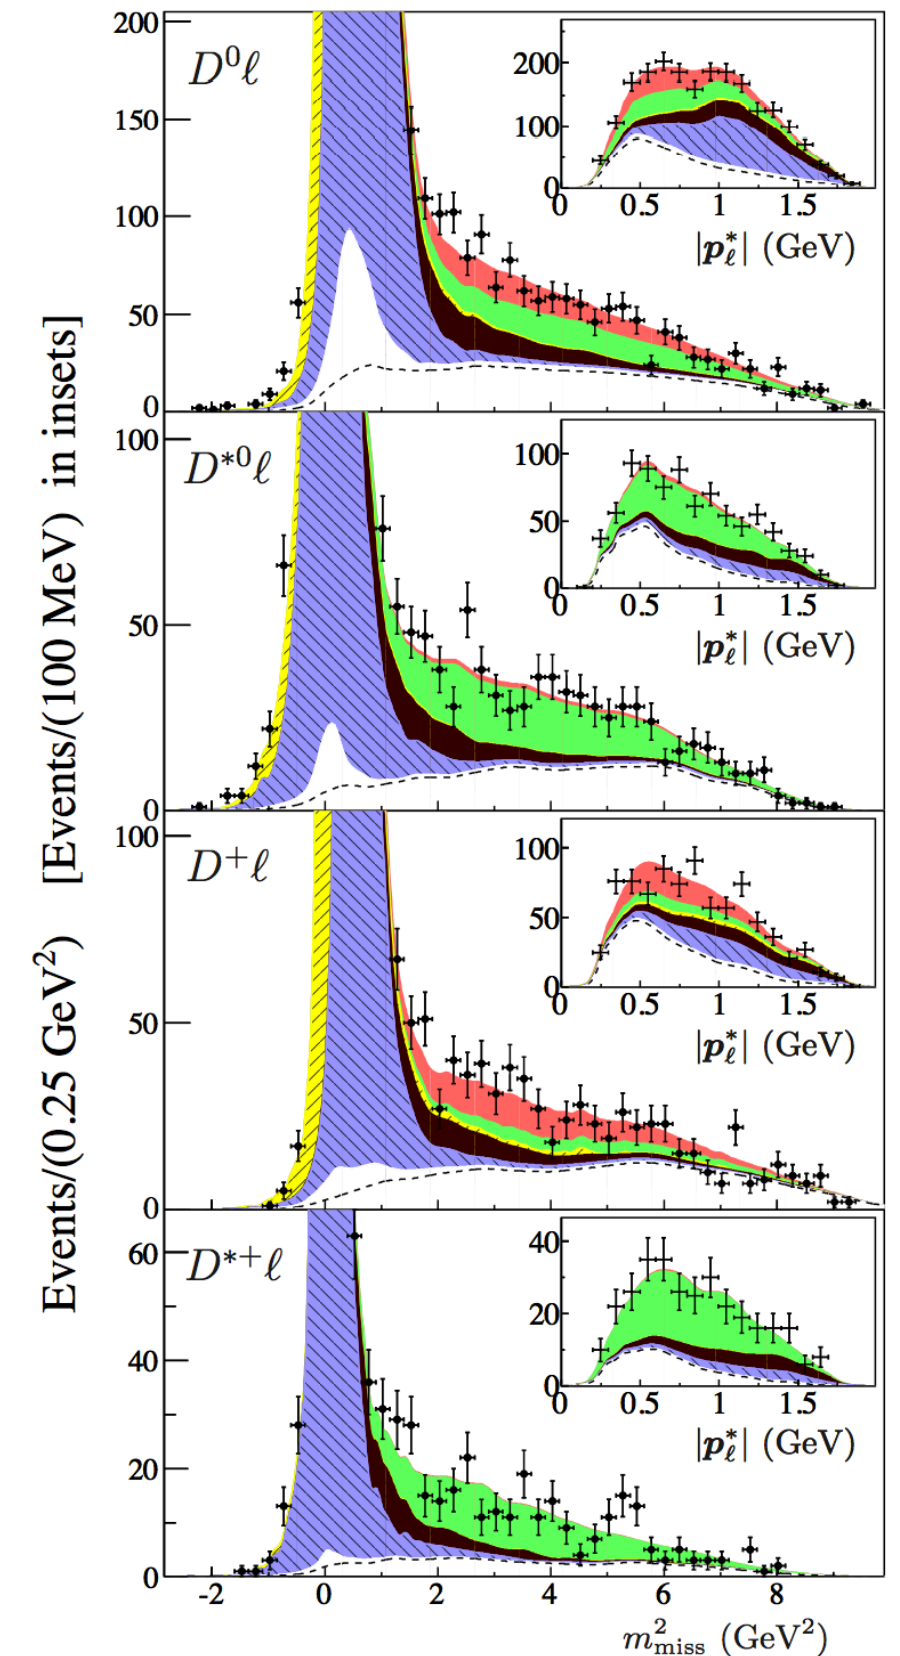 Events/(0.25 GeV²) [Events/(100 MeV) in insets]
200
150
100
50
0
D⁰ℓ
200
100
0
0 0.5 1 1.5
|p*ℓ| (GeV)
100
50
0
D*⁰ℓ
100
50
0
0 0.5 1 1.5
|p*ℓ| (GeV)
100
50
0
D⁺ℓ
100
50
0
0 0.5 1 1.5
|p*ℓ| (GeV)
60
40
20
0
D*⁺ℓ
40
20
0
0 0.5 1 1.5
|p*ℓ| (GeV)
-2 0 2 4 6 8
m²miss (GeV²)